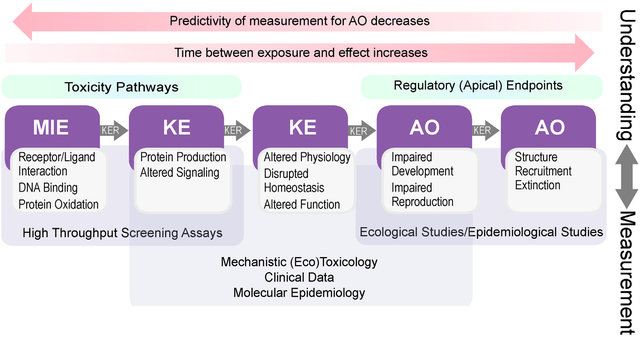 Predictivity of measurement for AO decreases
Time between exposure and effect increases
Toxicity Pathways
Regulatory (Apical) Endpoints
MIE
KER
KE
KER
KE
KER
AO
KER
AO
Receptor/Ligand
Interaction
DNA Binding
Protein Oxidation
Protein Production
Altered Signaling
Altered Physiology
Disrupted
Homeostasis
Altered Function
Impaired
Development
Impaired
Reproduction
Structure
Recruitment
Extinction
High Throughput Screening Assays
Ecological Studies/Epidemiological Studies
Mechanistic (Eco)Toxicology
Clinical Data
Molecular Epidemiology
Understanding
Measurement